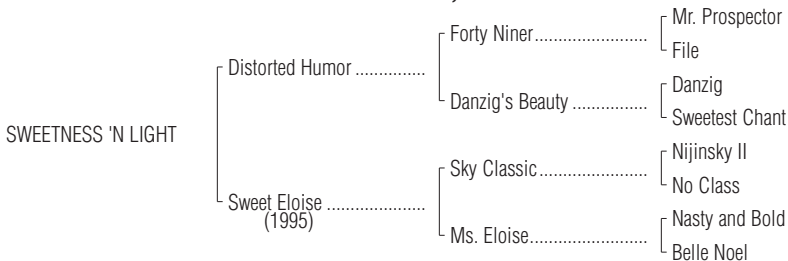 Mr. Prospector
Forty Niner........................
File
Distorted Humor ...............
Danzig
Danzig's Beauty ................
Sweetest Chant
SWEETNESS 'N LIGHT
Nijinsky II
Sky Classic.......................
No Class
Sweet Eloise .....................
(1995)
Nasty and Bold
Ms. Eloise.........................
Belle Noel